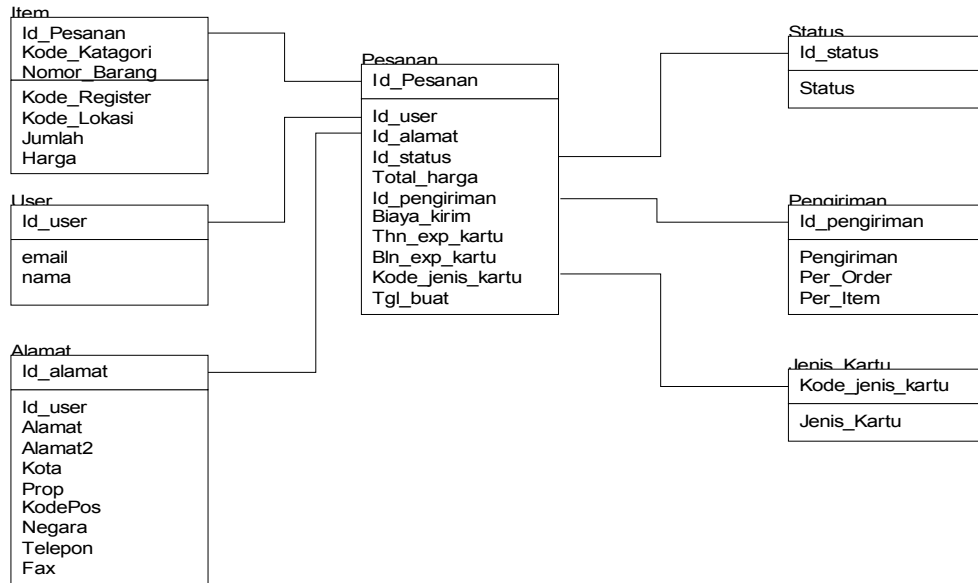 Item
Id_Pesanan
Kode_Katagori
Nomor_Barang
Kode_Register
Kode_Lokasi
Jumlah
Harga
User
Id_user
email
nama
Alamat
Id_alamat
Id_user
Alamat
Alamat2
Kota
Prop
KodePos
Negara
Telepon
Fax
Pesanan
Id_Pesanan
Id_user
Id_alamat
Id_status
Total_harga
Id_pengiriman
Biaya_kirim
Thn_exp_kartu
Bln_exp_kartu
Kode_jenis_kartu
Tgl_buat
Status
Id_status
Status
Pengiriman
Id_pengiriman
Pengiriman
Per_Order
Per_Item
Jenis_Kartu
Kode_jenis_kartu
Jenis_Kartu